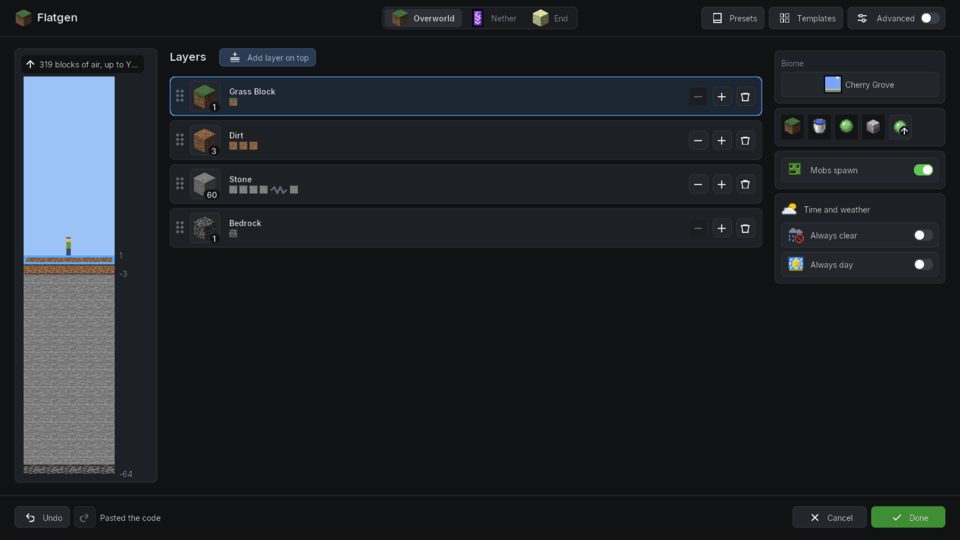 Flatgen
Overworld
Nether
End
Presets
Templates
Advanced
319 blocks of air, up to Y...
1
-3
-64
Layers
Add layer on top
Grass Block
1
Dirt
3
Stone
60
Bedrock
1
Biome
Cherry Grove
Mobs spawn
Time and weather
Always clear
Always day
Undo
Pasted the code
Cancel
Done